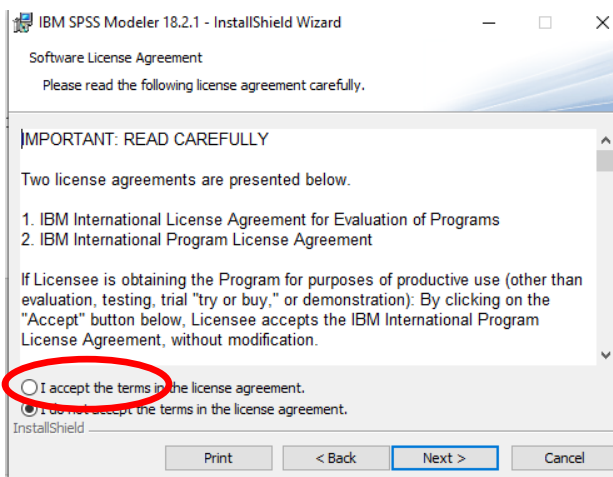 IBM SPSS Modeler 18.2.1 - InstallShield Wizard
Software License Agreement
Please read the following license agreement carefully.
IMPORTANT: READ CAREFULLY
Two license agreements are presented below.
1. IBM International License Agreement for Evaluation of Programs
2. IBM International Program License Agreement
If Licensee is obtaining the Program for purposes of productive use (other than
evaluation, testing, trial "try or buy," or demonstration): By clicking on the
"Accept" button below, Licensee accepts the IBM International Program
License Agreement, without modification.
I accept the terms in the license agreement.
I do not accept the terms in the license agreement.
InstallShield
Print
< Back
Next >
Cancel